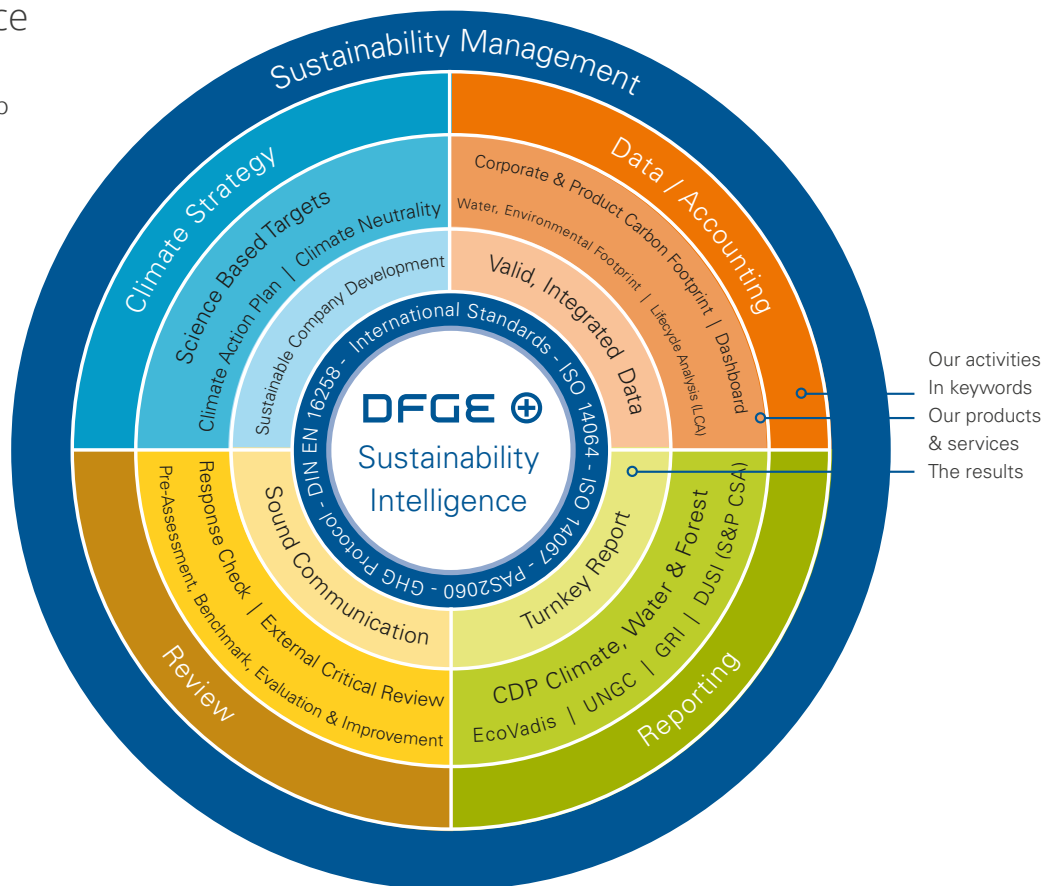 ce
p
Sustainability Management
Climate Strategy
Science Based Targets
Climate Action Plan | Climate Neutrality
Sustainable Company Development
Data / Accounting
Corporate & Product Carbon Footprint | Dashboard
Water, Environmental Footprint | Lifecycle Analysis (LCA)
Valid, Integrated Data
International Standards - ISO 14064 - ISO 14067 - PAS2060 - GHG Protocol - DIN EN 16258 -
DFGE
Sustainability
Intelligence
Our activities
In keywords
Our products
& services
The results
Sound Communication
Response Check | External Critical Review
Pre-Assessment, Benchmark, Evaluation & Improvement
Review
Turnkey Report
CDP Climate, Water & Forest
EcoVadis | UNGC | GRI | DJSI (S&P CSA)
Reporting